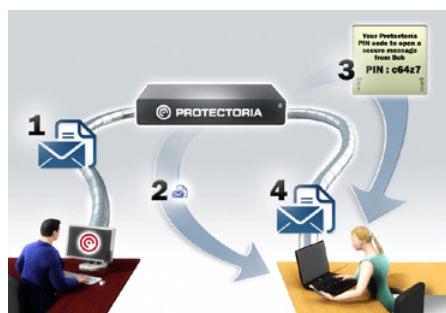 Your Protectoria
PIN code to open a
secure message
from Bob
PIN : c64z7
3
1
PROTECTORIA
2
4